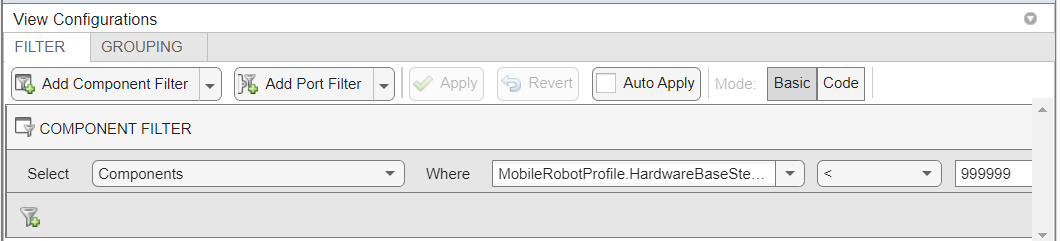 View Configurations
FILTER GROUPING
Add Component Filter Add Port Filter Apply Revert Auto Apply Mode: Basic Code
COMPONENT FILTER
Select Components Where MobileRobotProfile.HardwareBaseSte... < 999999